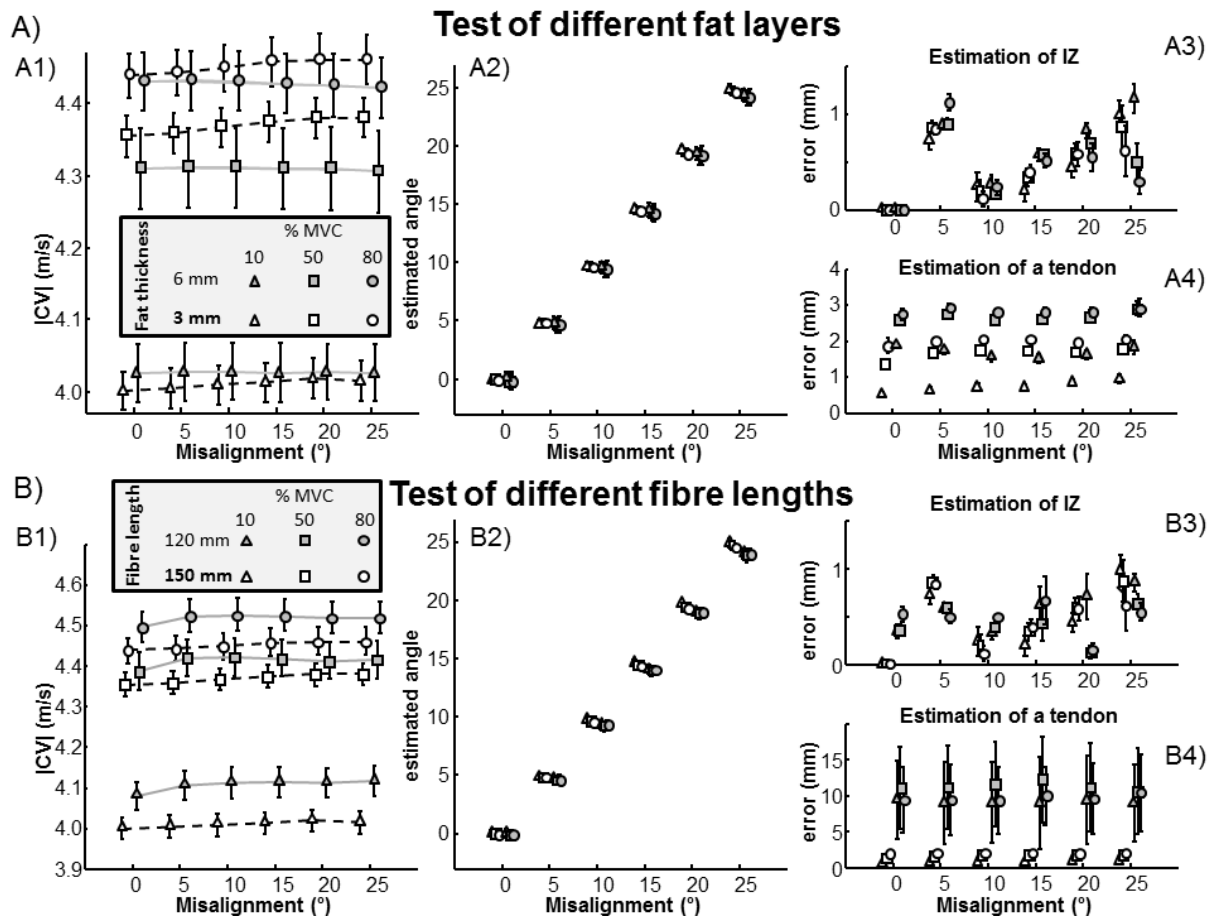 A)
Test of different fat layers
A1)
4.4
4.3
4.2
4.1
4.0
|CV| (m/s)
Fat thickness
% MVC
10 50 80
6 mm
3 mm
0 5 10 15 20 25
Misalignment (°)
A2)
25
20
15
10
5
0
estimated angle
0 5 10 15 20 25
Misalignment (°)
A3)
Estimation of IZ
1
0
error (mm)
0 5 10 15 20 25
A4)
Estimation of a tendon
4
3
2
1
0
error (mm)
0 5 10 15 20 25
Misalignment (°)
B)
Test of different fibre lengths
Fibre length
% MVC
10 50 80
120 mm
150 mm
B1)
4.6
4.5
4.4
4.3
4.2
4.1
4.0
3.9
|CV| (m/s)
0 5 10 15 20 25
Misalignment (°)
B2)
25
20
15
10
5
0
estimated angle
0 5 10 15 20 25
Misalignment (°)
B3)
Estimation of IZ
1
0
error (mm)
0 5 10 15 20 25
B4)
Estimation of a tendon
15
10
5
0
error (mm)
0 5 10 15 20 25
Misalignment (°)